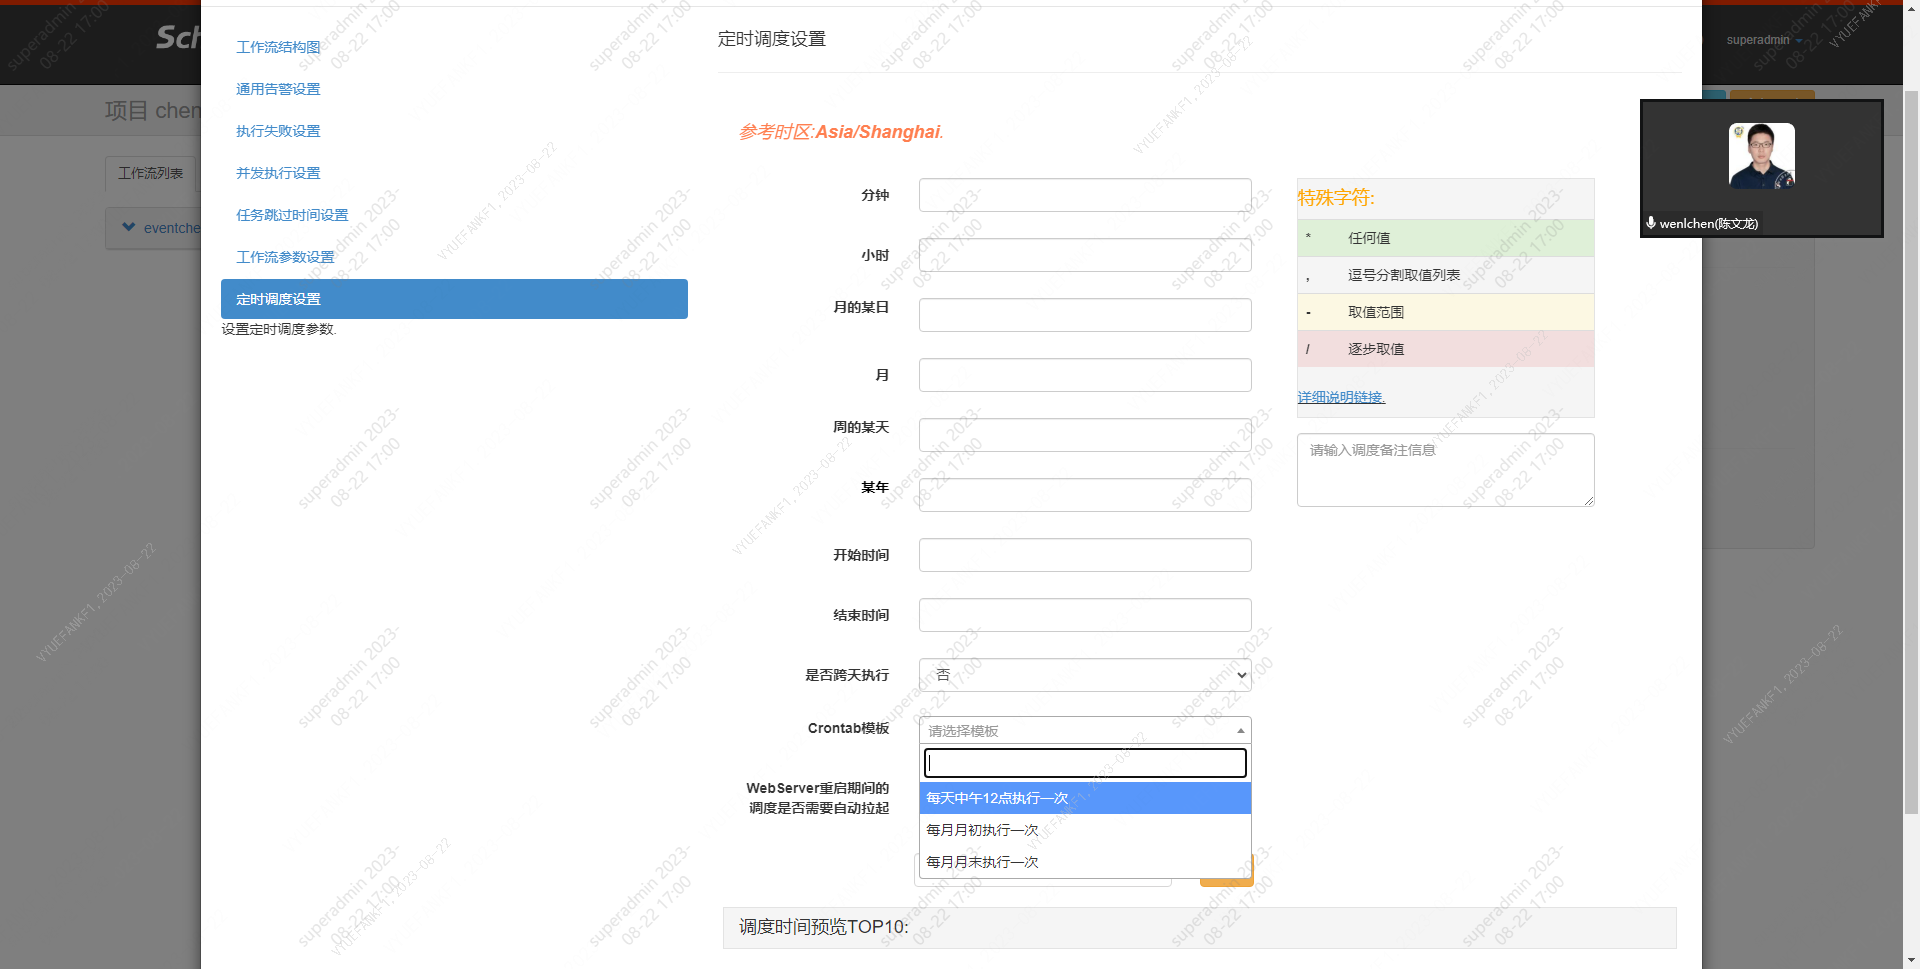 Sch
superadmin
项目 chen
工作流列表
eventche
工作流结构图
通用告警设置
执行失败设置
并发执行设置
任务跳过时间设置
工作流参数设置
定时调度设置
设置定时调度参数.
定时调度设置
参考时区:Asia/Shanghai.
分钟
小时
月的某日
月
周的某天
某年
开始时间
结束时间
是否跨天执行
否
Crontab模板
请选择模板
每天中午12点执行一次
每月月初执行一次
每月月末执行一次
WebServer重启期间的
调度是否需要自动拉起
特殊字符:
* 任何值
, 逗号分割取值列表
- 取值范围
/ 逐步取值
详细说明链接.
请输入调度备注信息
调度时间预览TOP10:
wenlchen(陈文龙)
superadmin 2023-
08-22 17:00
VYUEFANKF1,2023-08-22